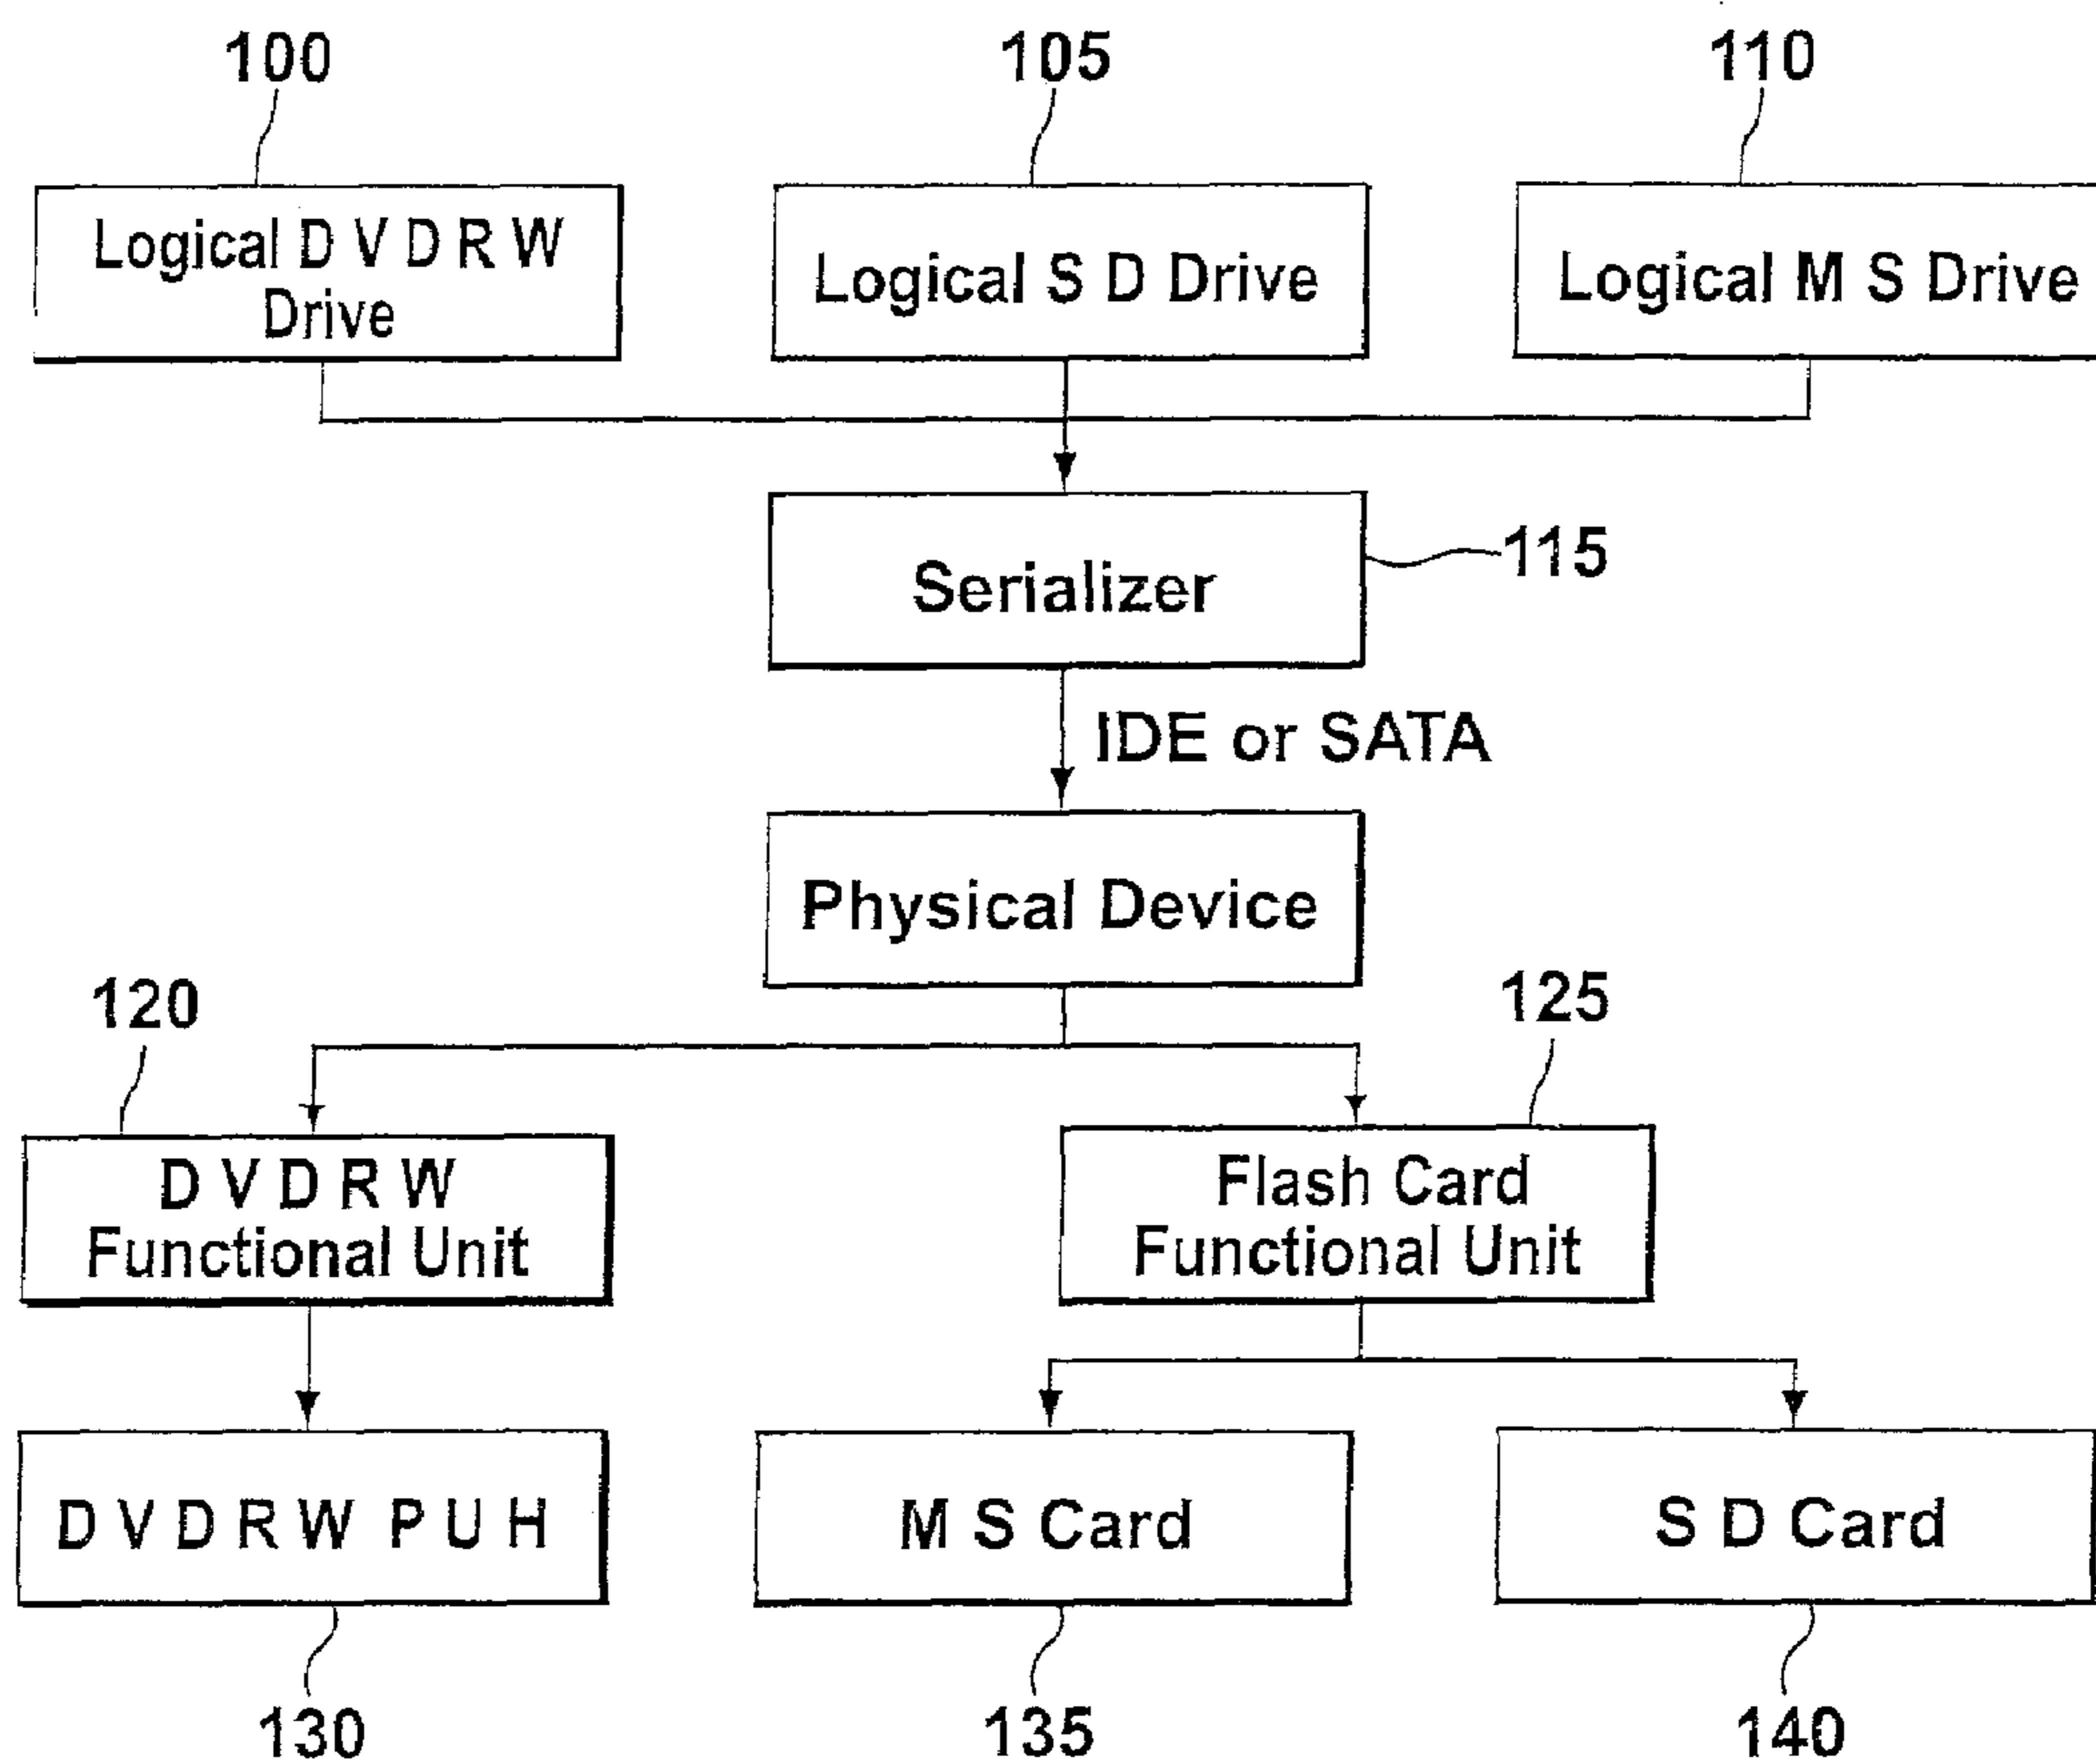 100
105
110
Logical D V D R W
Drive
Logical S D Drive
Logical M S Drive
Serializer
115
IDE or SATA
Physical Device
120
125
D V D R W
Functional Unit
Flash Card
Functional Unit
D V D R W P U H
M S Card
S D Card
130
135
140